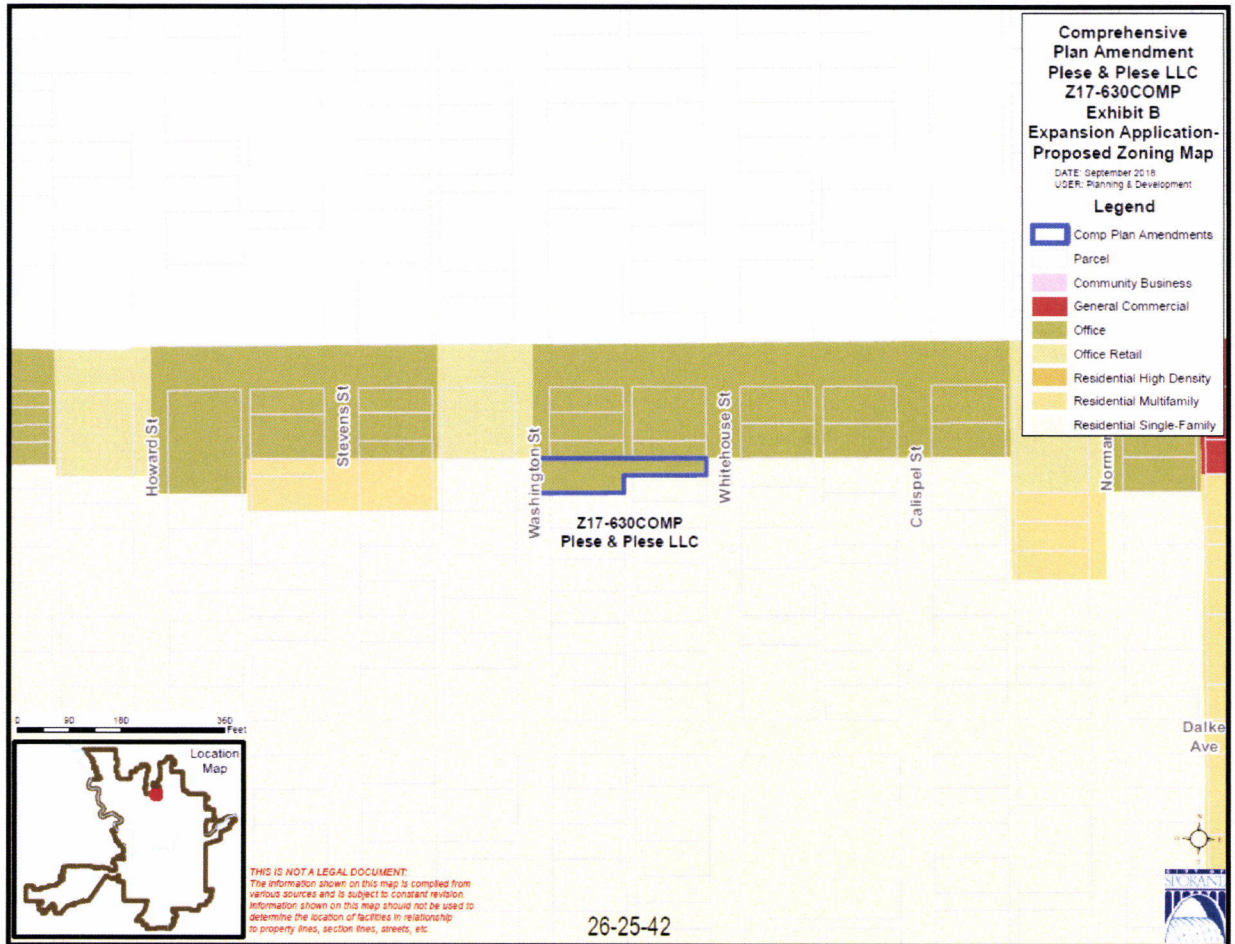 Comprehensive
Plan Amendment
Plese & Plese LLC
Z17-630COMP
Exhibit B
Expansion Application-
Proposed Zoning Map
DATE: September 2018
USER: Planning & Development
Legend
Comp Plan Amendments
Parcel
Community Business
General Commercial
Office
Office Retail
Residential High Density
Residential Multifamily
Residential Single-Family
Howard St
Stevens St
Washington St
Whitehouse St
Calispel St
Norman
Z17-630COMP
Plese & Plese LLC
Dalke
Ave
0 90 180 360
Feet
Location
Map
THIS IS NOT A LEGAL DOCUMENT:
The information shown on this map is compiled from
various sources and is subject to constant revision.
Information shown on this map should not be used to
determine the location of facilities in relationship
to property lines, section lines, streets, etc.
26-25-42
CITY OF
SPOKANE